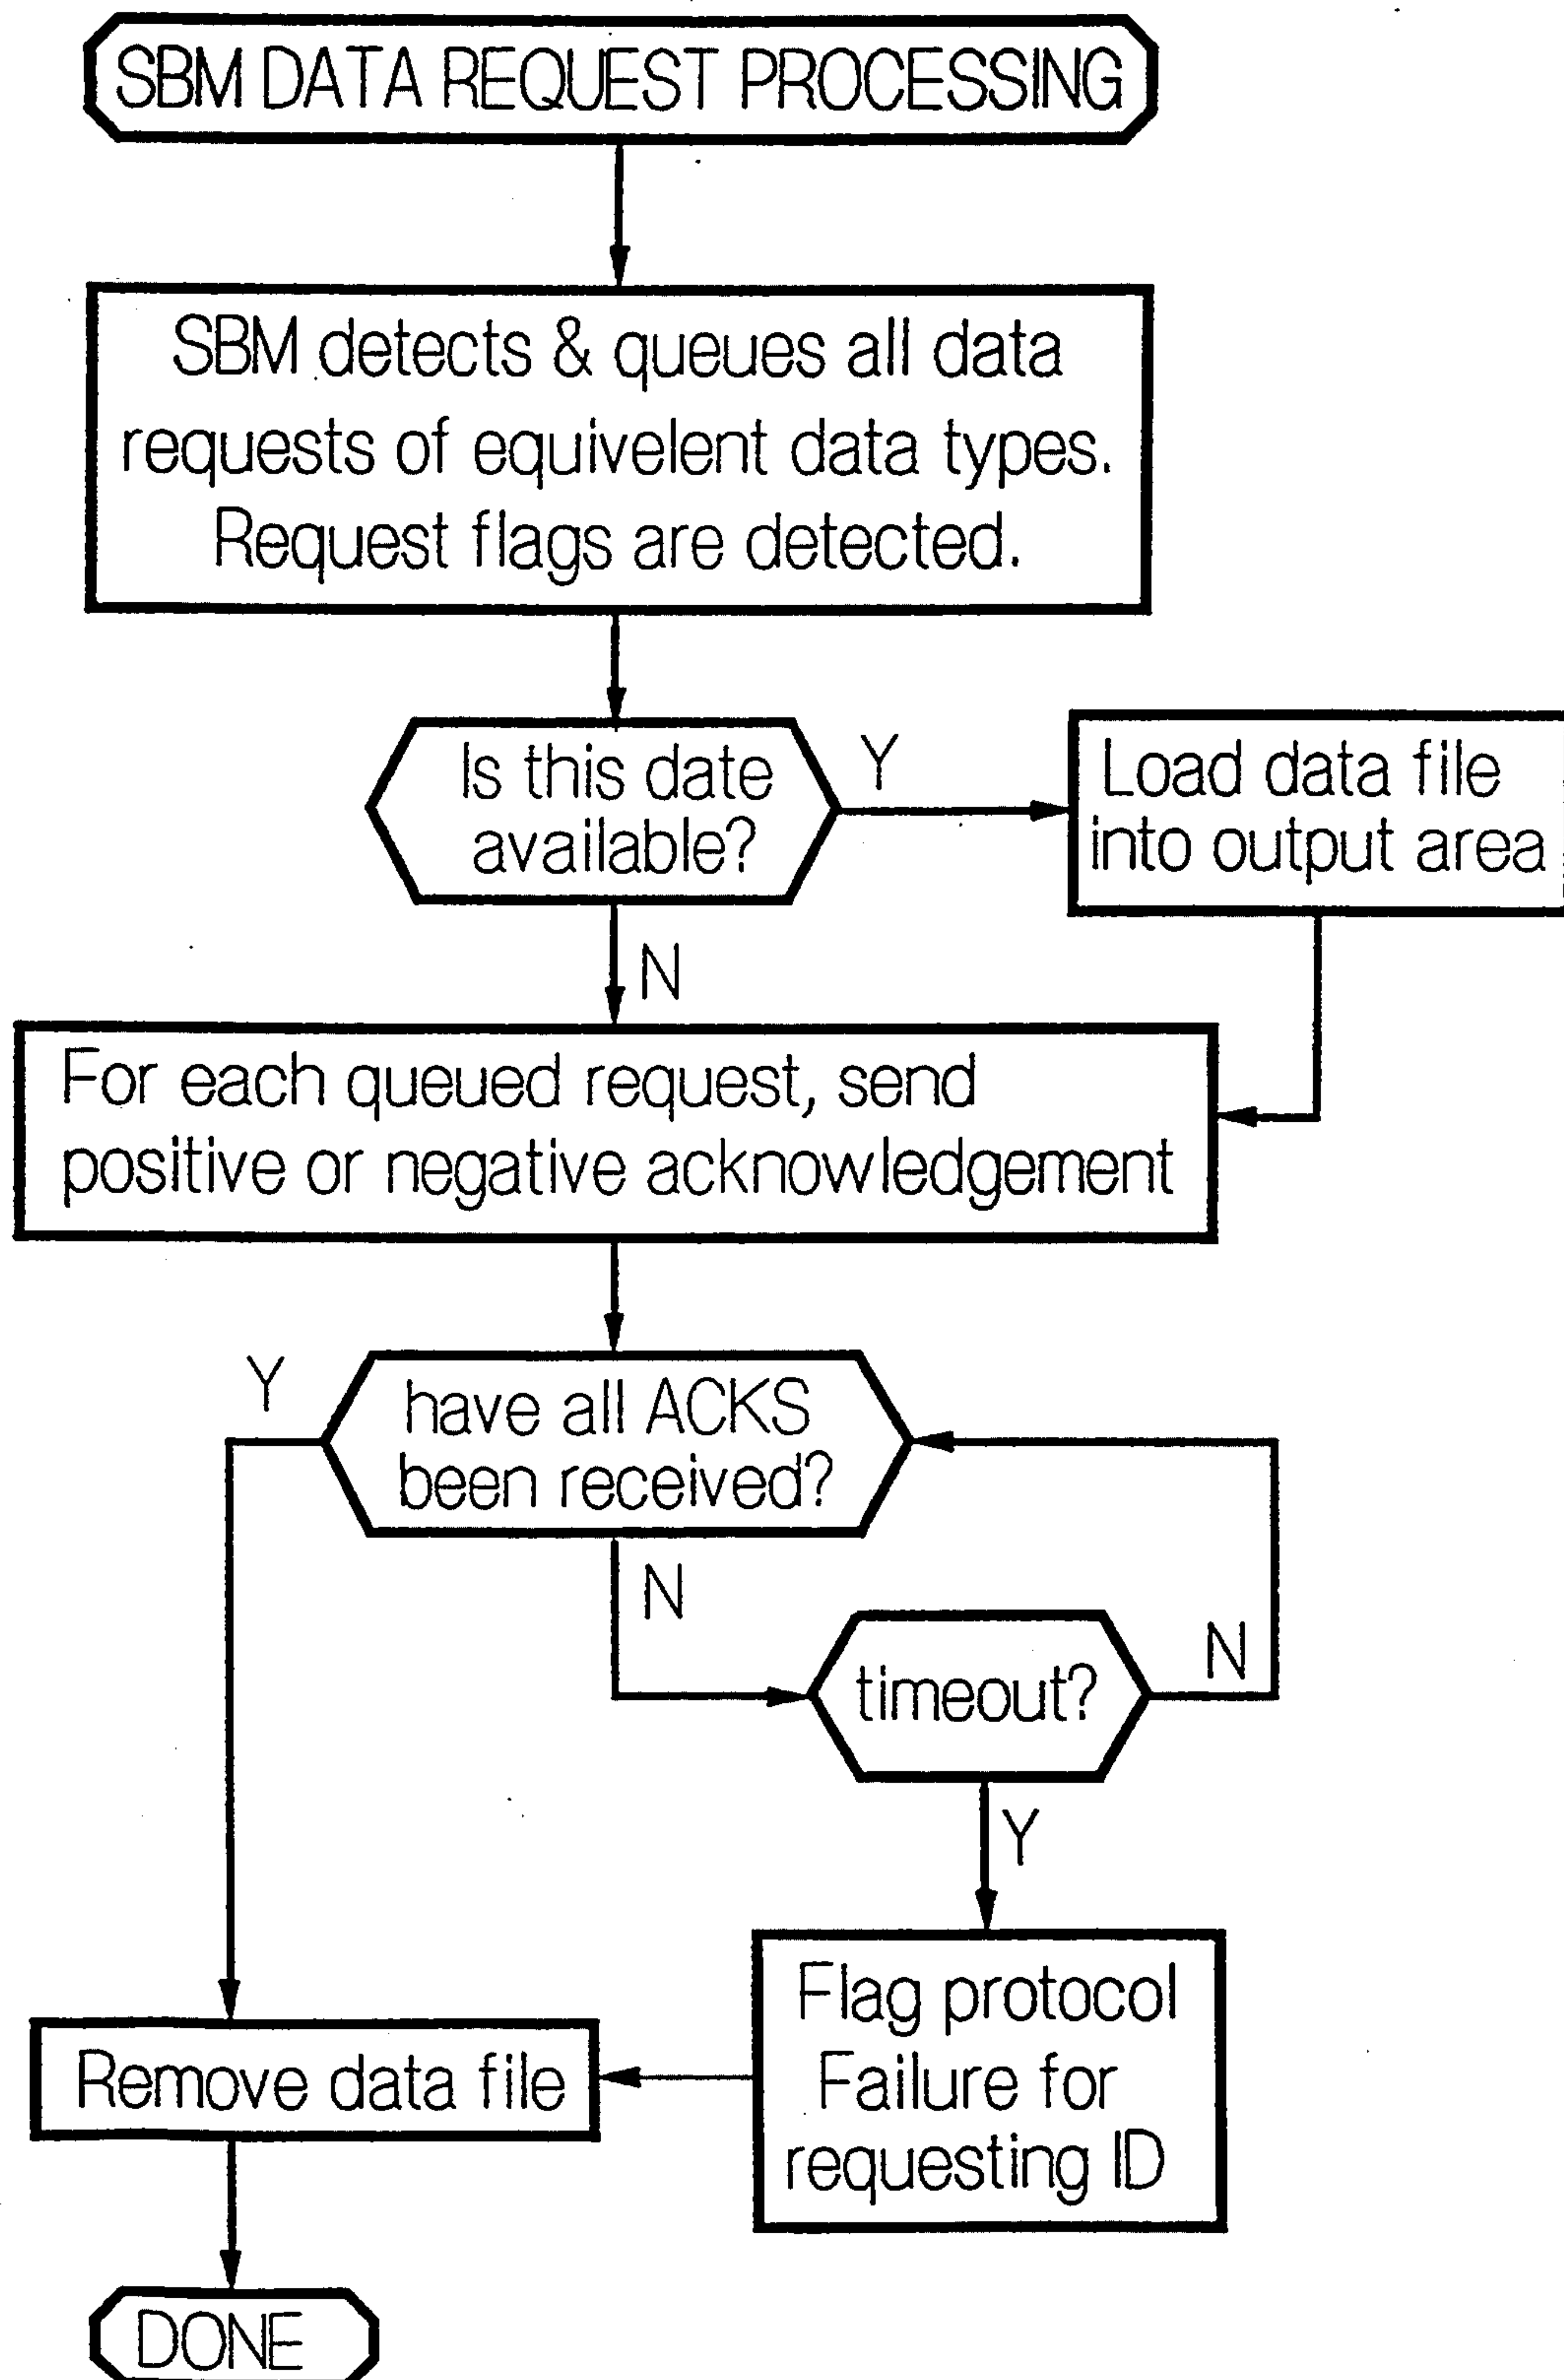 SBM DATA REQUEST PROCESSING
SBM detects & queues all data
requests of equivelent data types.
Request flags are detected.
Is this date
available?
Y
Load data file
into output area
N
For each queued request, send
positive or negative acknowledgement
Y
have all ACKS
been received?
N
timeout?
N
Y
Flag protocol
Failure for
requesting ID
Remove data file
DONE